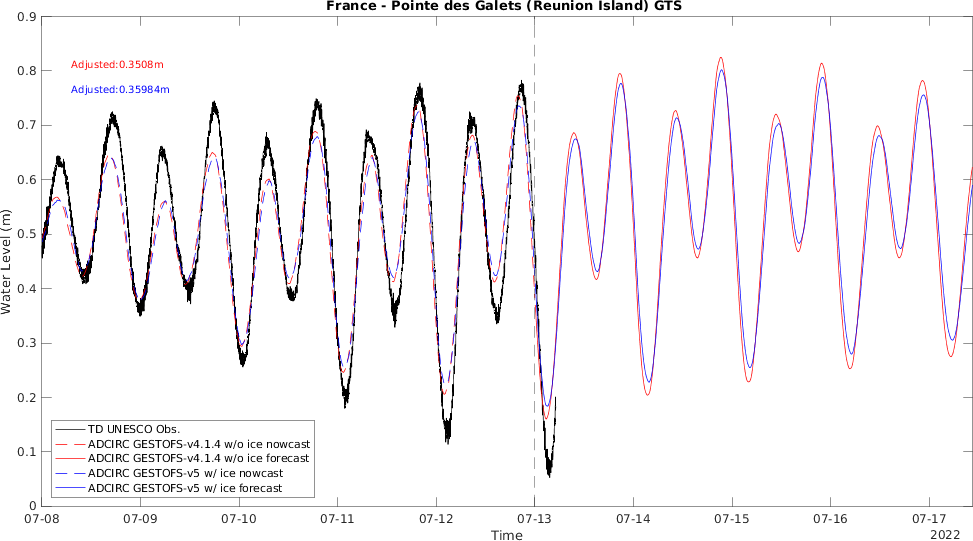 France - Pointe des Galets (Reunion Island) GTS
0.9
0.8
0.7
0.6
0.5
0.4
0.3
0.2
0.1
0
Water Level (m)
Adjusted:0.3508m
Adjusted:0.35984m
TD UNESCO Obs.
ADCIRC GESTOFS-v4.1.4 w/o ice nowcast
ADCIRC GESTOFS-v4.1.4 w/o ice forecast
ADCIRC GESTOFS-v5 w/ ice nowcast
ADCIRC GESTOFS-v5 w/ ice forecast
07-08 07-09 07-10 07-11 07-12 07-13 07-14 07-15 07-16 07-17
Time
2022